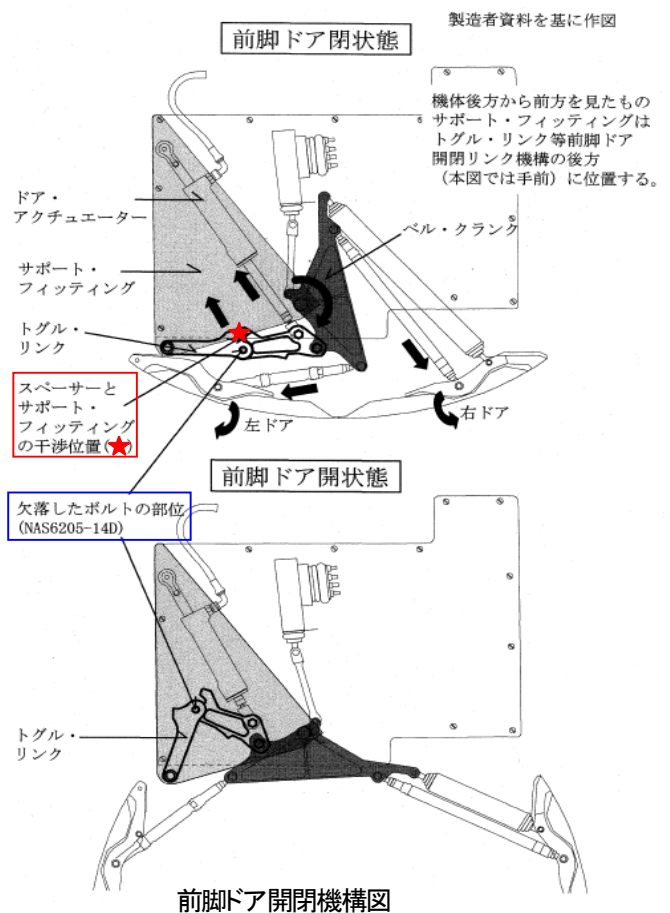 製造者資料を基に作図
前脚ドア閉状態
機体後方から前方を見たもの
サポート・フィッティングは
トグル・リンク等前脚ドア
開閉リンク機構の後方
(本図では手前)に位置する。
ドア・
アクチュエーター
ベル・クランク
サポート・
フィッティング
トグル・
リンク
スペーサーと
サポート・
フィッティング
の干渉位置(★)
左ドア
右ドア
前脚ドア開状態
欠落したボルトの部位
(NAS6205-14D)
トグル・
リンク
前脚ドア開閉機構図